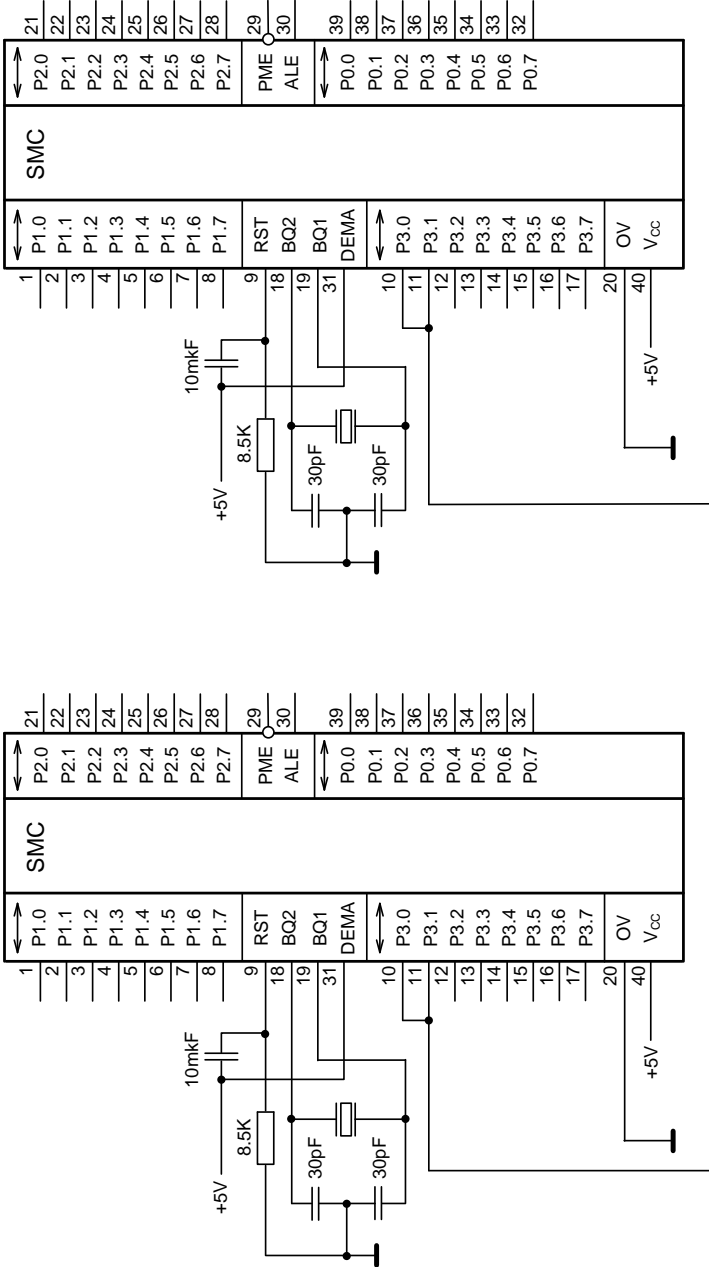 SMC
1 P1.0
2 P1.1
3 P1.2
4 P1.3
5 P1.4
6 P1.5
7 P1.6
8 P1.7
9 RST
18 BQ2
19 BQ1
31 DEMA
10 P3.0
11 P3.1
12 P3.2
13 P3.3
14 P3.4
15 P3.5
16 P3.6
17 P3.7
20 OV
40 VCC
P2.0 21
P2.1 22
P2.2 23
P2.3 24
P2.4 25
P2.5 26
P2.6 27
P2.7 28
PME 29
ALE 30
P0.0 39
P0.1 38
P0.2 37
P0.3 36
P0.4 35
P0.5 34
P0.6 33
P0.7 32
10mkF
8.5K
+5V
30pF
30pF
+5V
SMC
1 P1.0
2 P1.1
3 P1.2
4 P1.3
5 P1.4
6 P1.5
7 P1.6
8 P1.7
9 RST
18 BQ2
19 BQ1
31 DEMA
10 P3.0
11 P3.1
12 P3.2
13 P3.3
14 P3.4
15 P3.5
16 P3.6
17 P3.7
20 OV
40 VCC
P2.0 21
P2.1 22
P2.2 23
P2.3 24
P2.4 25
P2.5 26
P2.6 27
P2.7 28
PME 29
ALE 30
P0.0 39
P0.1 38
P0.2 37
P0.3 36
P0.4 35
P0.5 34
P0.6 33
P0.7 32
10mkF
8.5K
+5V
30pF
30pF
+5V